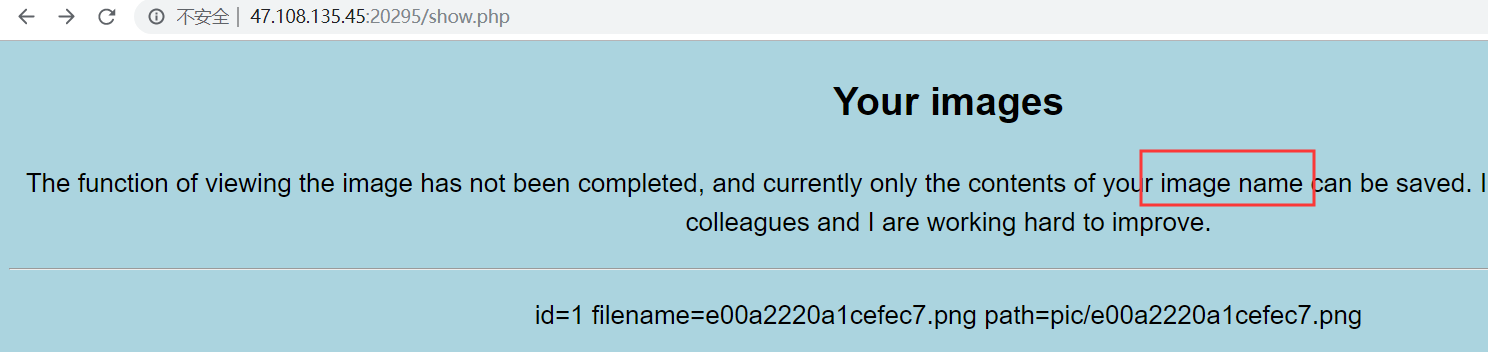 不安全 | 47.108.135.45:20295/show.php
Your images
The function of viewing the image has not been completed, and currently only the contents of your image name can be saved. I
colleagues and I are working hard to improve.
id=1 filename=e00a2220a1cefec7.png path=pic/e00a2220a1cefec7.png